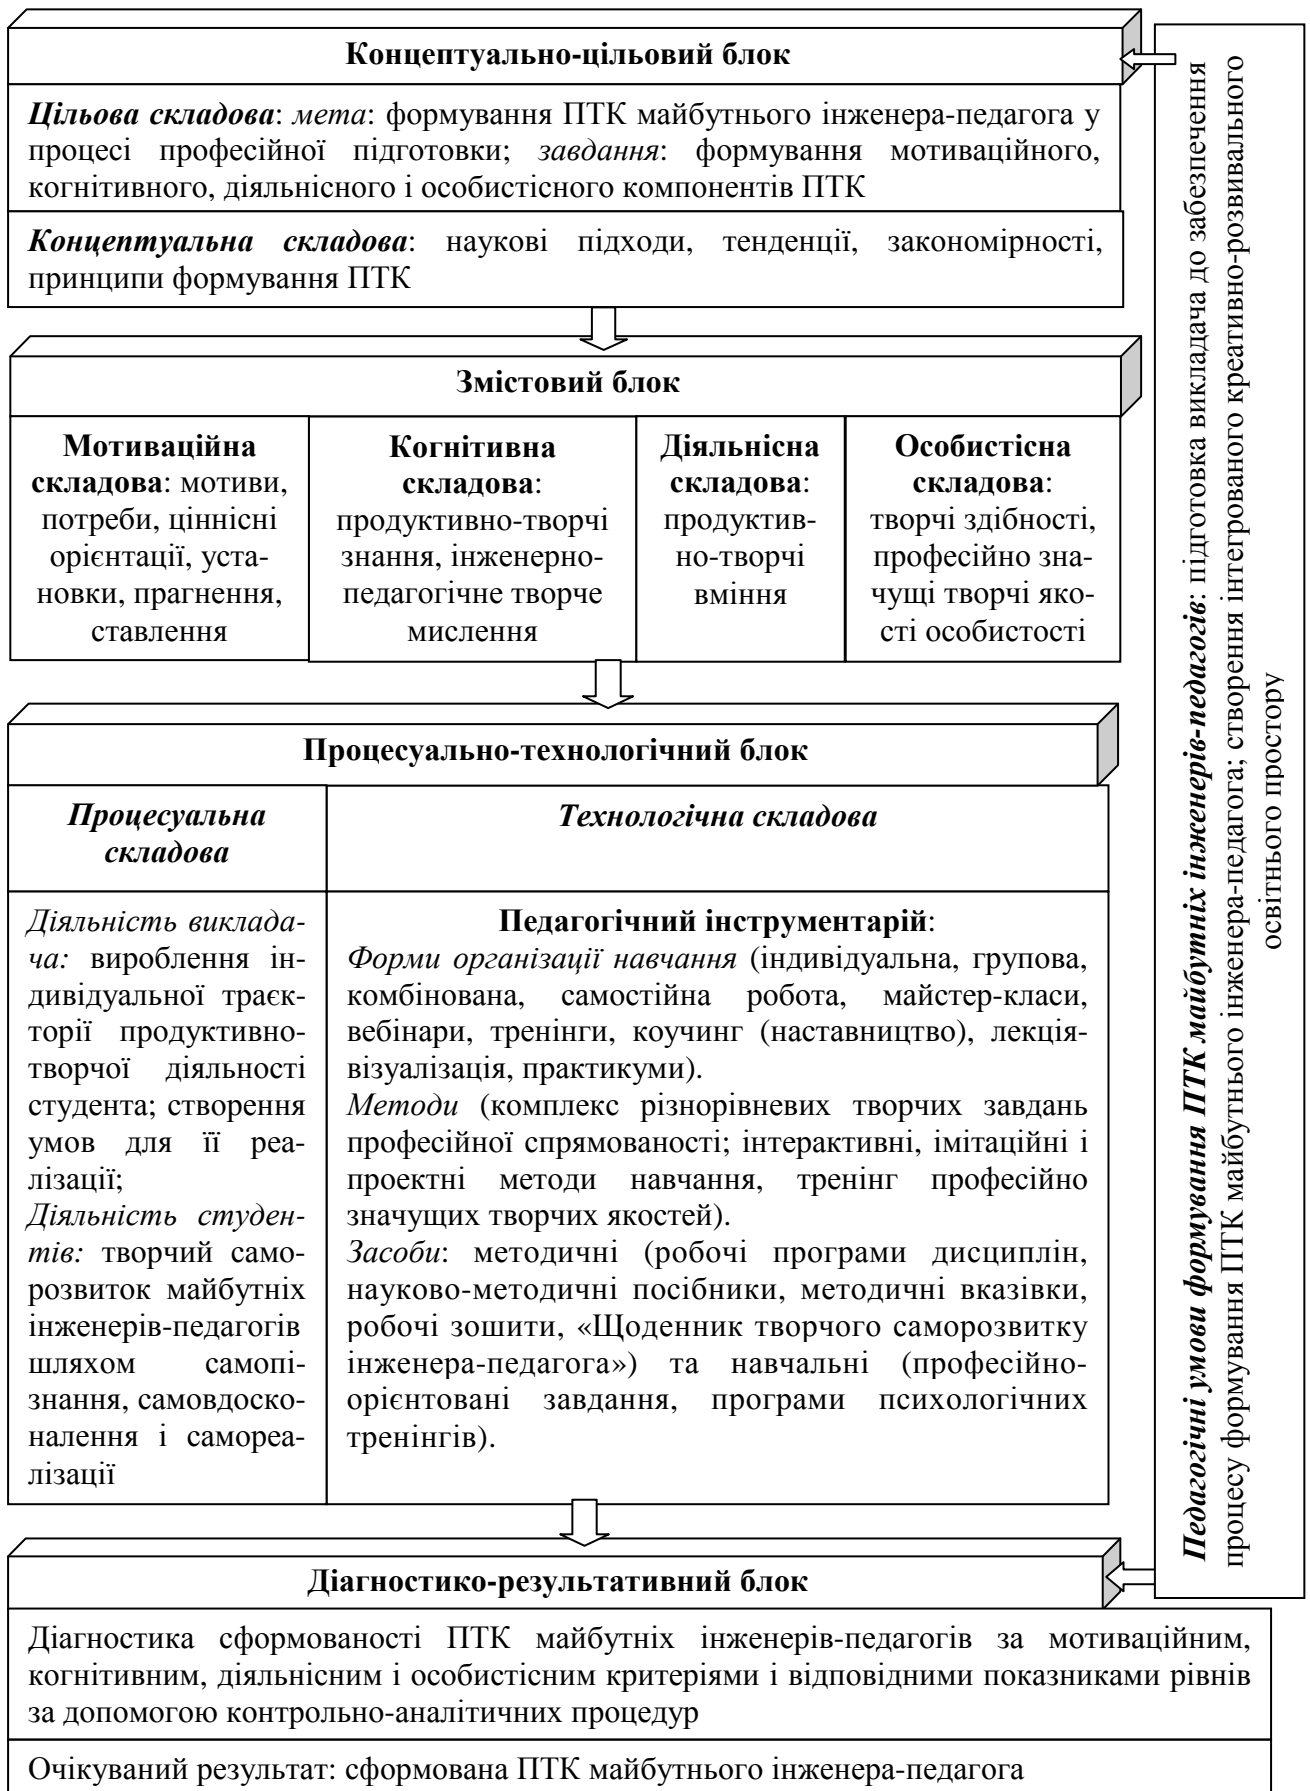 Концептуально-цільовий блок
Цільова складова: мета: формування ПТК майбутнього інженера-педагога у
процесі професійної підготовки; завдання: формування мотиваційного,
когнітивного, діяльнісного і особистісного компонентів ПТК
Концептуальна складова: наукові підходи, тенденції, закономірності,
принципи формування ПТК
Змістовий блок
Мотиваційна
складова: мотиви,
потреби, ціннісні
орієнтації, уста-
новки, прагнення,
ставлення
Когнітивна
складова:
продуктивно-творчі
знання, інженерно-
педагогічне творче
мислення
Діяльнісна
складова:
продуктив-
но-творчі
вміння
Особистісна
складова:
творчі здібності,
професійно зна-
чущі творчі яко-
сті особистості
Процесуально-технологічний блок
Процесуальна
складова
Технологічна складова
Діяльність виклада-
ча: вироблення ін-
дивідуальної траєк-
торії продуктивно-
творчої діяльності
студента; створення
умов для її реа-
лізації;
Діяльність студен-
тів: творчий само-
розвиток майбутніх
інженерів-педагогів
шляхом самопі-
знання, самовдоско-
налення і самореа-
лізації
Педагогічний інструментарій:
Форми організації навчання (індивідуальна, групова,
комбінована, самостійна робота, майстер-класи,
вебінари, тренінги, коучинг (наставництво), лекція-
візуалізація, практикуми).
Методи (комплекс різнорівневих творчих завдань
професійної спрямованості; інтерактивні, імітаційні і
проектні методи навчання, тренінг професійно
значущих творчих якостей).
Засоби: методичні (робочі програми дисциплін,
науково-методичні посібники, методичні вказівки,
робочі зошити, «Щоденник творчого саморозвитку
інженера-педагога») та навчальні (професійно-
орієнтовані завдання, програми психологічних
тренінгів).
Діагностико-результативний блок
Діагностика сформованості ПТК майбутніх інженерів-педагогів за мотиваційним,
когнітивним, діяльнісним і особистісним критеріями і відповідними показниками рівнів
за допомогою контрольно-аналітичних процедур
Очікуваний результат: сформована ПТК майбутнього інженера-педагога
Педагогічні умови формування ПТК майбутніх інженерів-педагогів: підготовка викладача до забезпечення
процесу формування ПТК майбутнього інженера-педагога; створення інтегрованого креативно-розвивального
освітнього простору